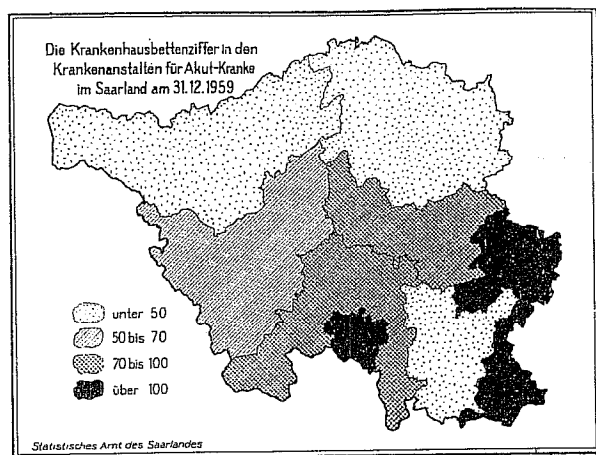 Die Krankenhausbettenziffer in den
Krankenanstalten für Akut-Kranke
im Saarland am 31.12.1959
unter 50
50 bis 70
70 bis 100
über 100
Statistisches Amt des Saarlandes